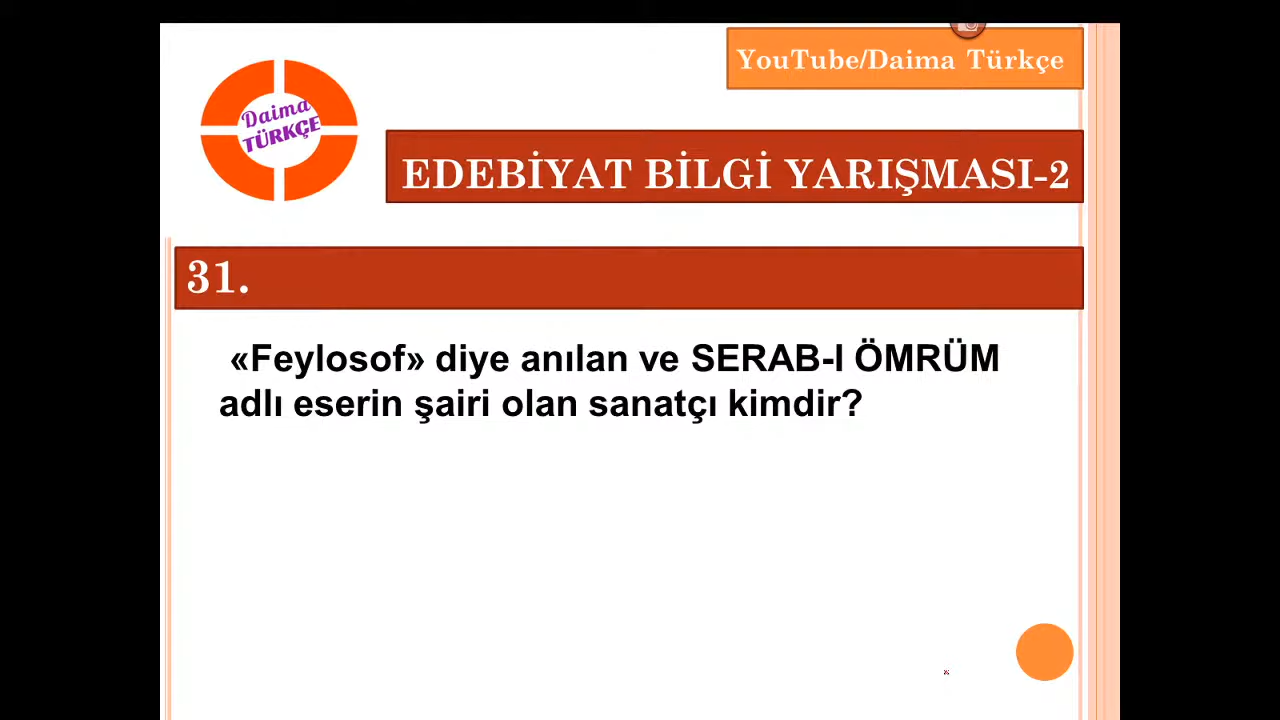 YouTube/Daima Türkçe
Daima
TÜRKÇE
EDEBİYAT BİLGİ YARIŞMASI-2
31.
«Feylosof» diye anılan ve SERAB-I ÖMRÜM
adlı eserin şairi olan sanatçı kimdir?